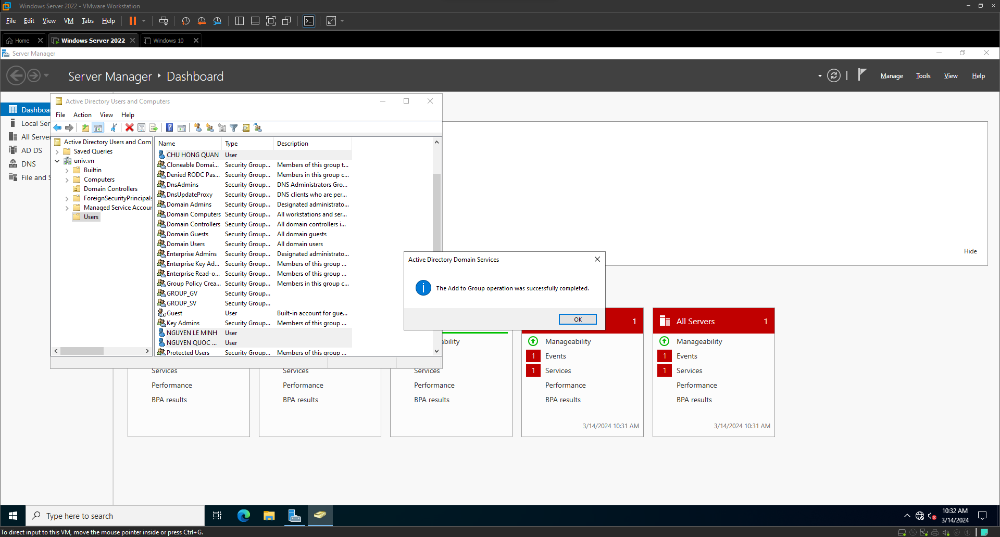 Windows Server 2022 - VMware Workstation
File Edit View VM Tabs Help
Home Windows Server 2022 Windows 10
Server Manager
Server Manager Dashboard
Manage Tools View Help
Dashboa
Local Ser
All Server
AD DS
DNS
File and S
Active Directory Users and Computers
File Action View Help
Active Directory Users and Com
Saved Queries
univ.vn
Builtin
Computers
Domain Controllers
ForeignSecurityPrincipals
Managed Service Accour
Users
Name Type Description
CHU HONG QUAN User
Cloneable Domai... Security Group... Members of this group t...
Denied RODC Pas... Security Group... Members in this group c...
DnsAdmins Security Group... DNS Administrators Gro...
DnsUpdateProxy Security Group... DNS clients who are per...
Domain Admins Security Group... Designated administrato...
Domain Computers Security Group... All workstations and ser...
Domain Controllers Security Group... All domain controllers i...
Domain Guests Security Group... All domain guests
Domain Users Security Group... All domain users
Enterprise Admins Security Group... Designated administrato...
Enterprise Key Ad... Security Group... Members of this group ...
Enterprise Read-o... Security Group... Members of this group ...
Group Policy Crea... Security Group... Members in this group c...
GROUP_GV Security Group...
GROUP_SV Security Group...
Guest User Built-in account for gue...
Key Admins Security Group... Members of this group ...
NGUYEN LE MINH User
NGUYEN QUOC ... User
Protected Users Security Group... Members of this group ...
Hide
Active Directory Domain Services
The Add to Group operation was successfully completed.
OK
1
All Servers 1
ability
Manageability
Manageability
1 Events
1 Events
Services
Services
Services
1 Services
1 Services
Performance
Performance
Performance
Performance
Performance
BPA results
BPA results
BPA results
BPA results
BPA results
3/14/2024 10:31 AM
3/14/2024 10:31 AM
Type here to search
10:32 AM
3/14/2024
To direct input to this VM, move the mouse pointer inside or press Ctrl+G.